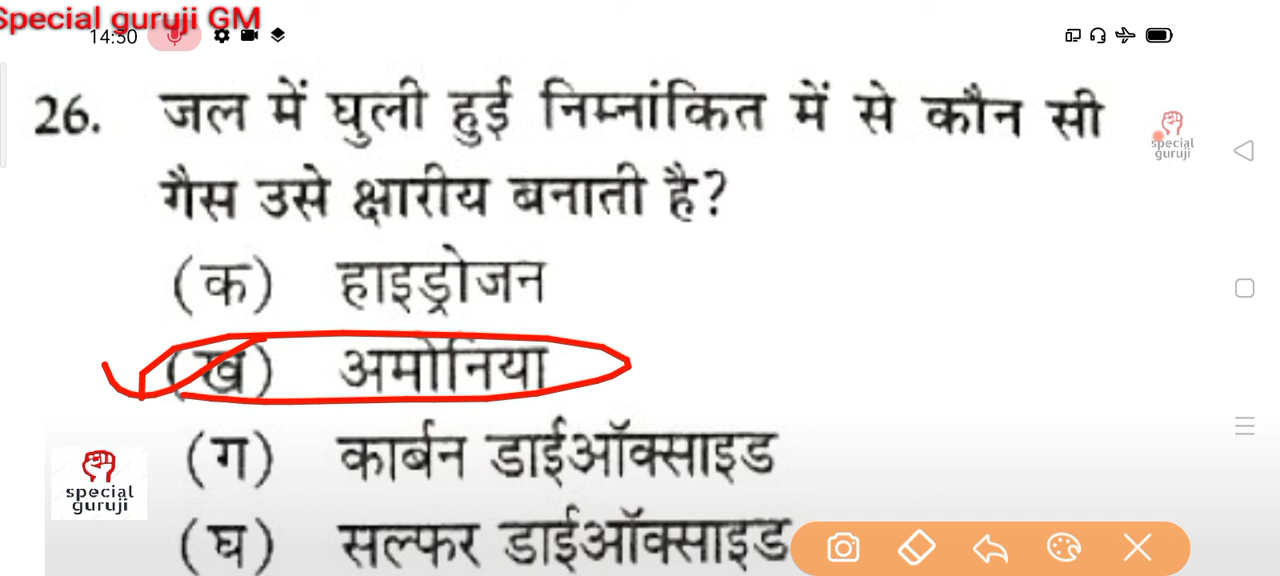 Special guruji GM
14:30
26. जल में घुली हुई निम्नांकित में से कौन सी
गैस उसे क्षारीय बनाती है?
(क) हाइड्रोजन
(ख) अमोनिया
(ग) कार्बन डाईऑक्साइड
(घ) सल्फर डाईऑक्साइड
special
guruji
special
guruji